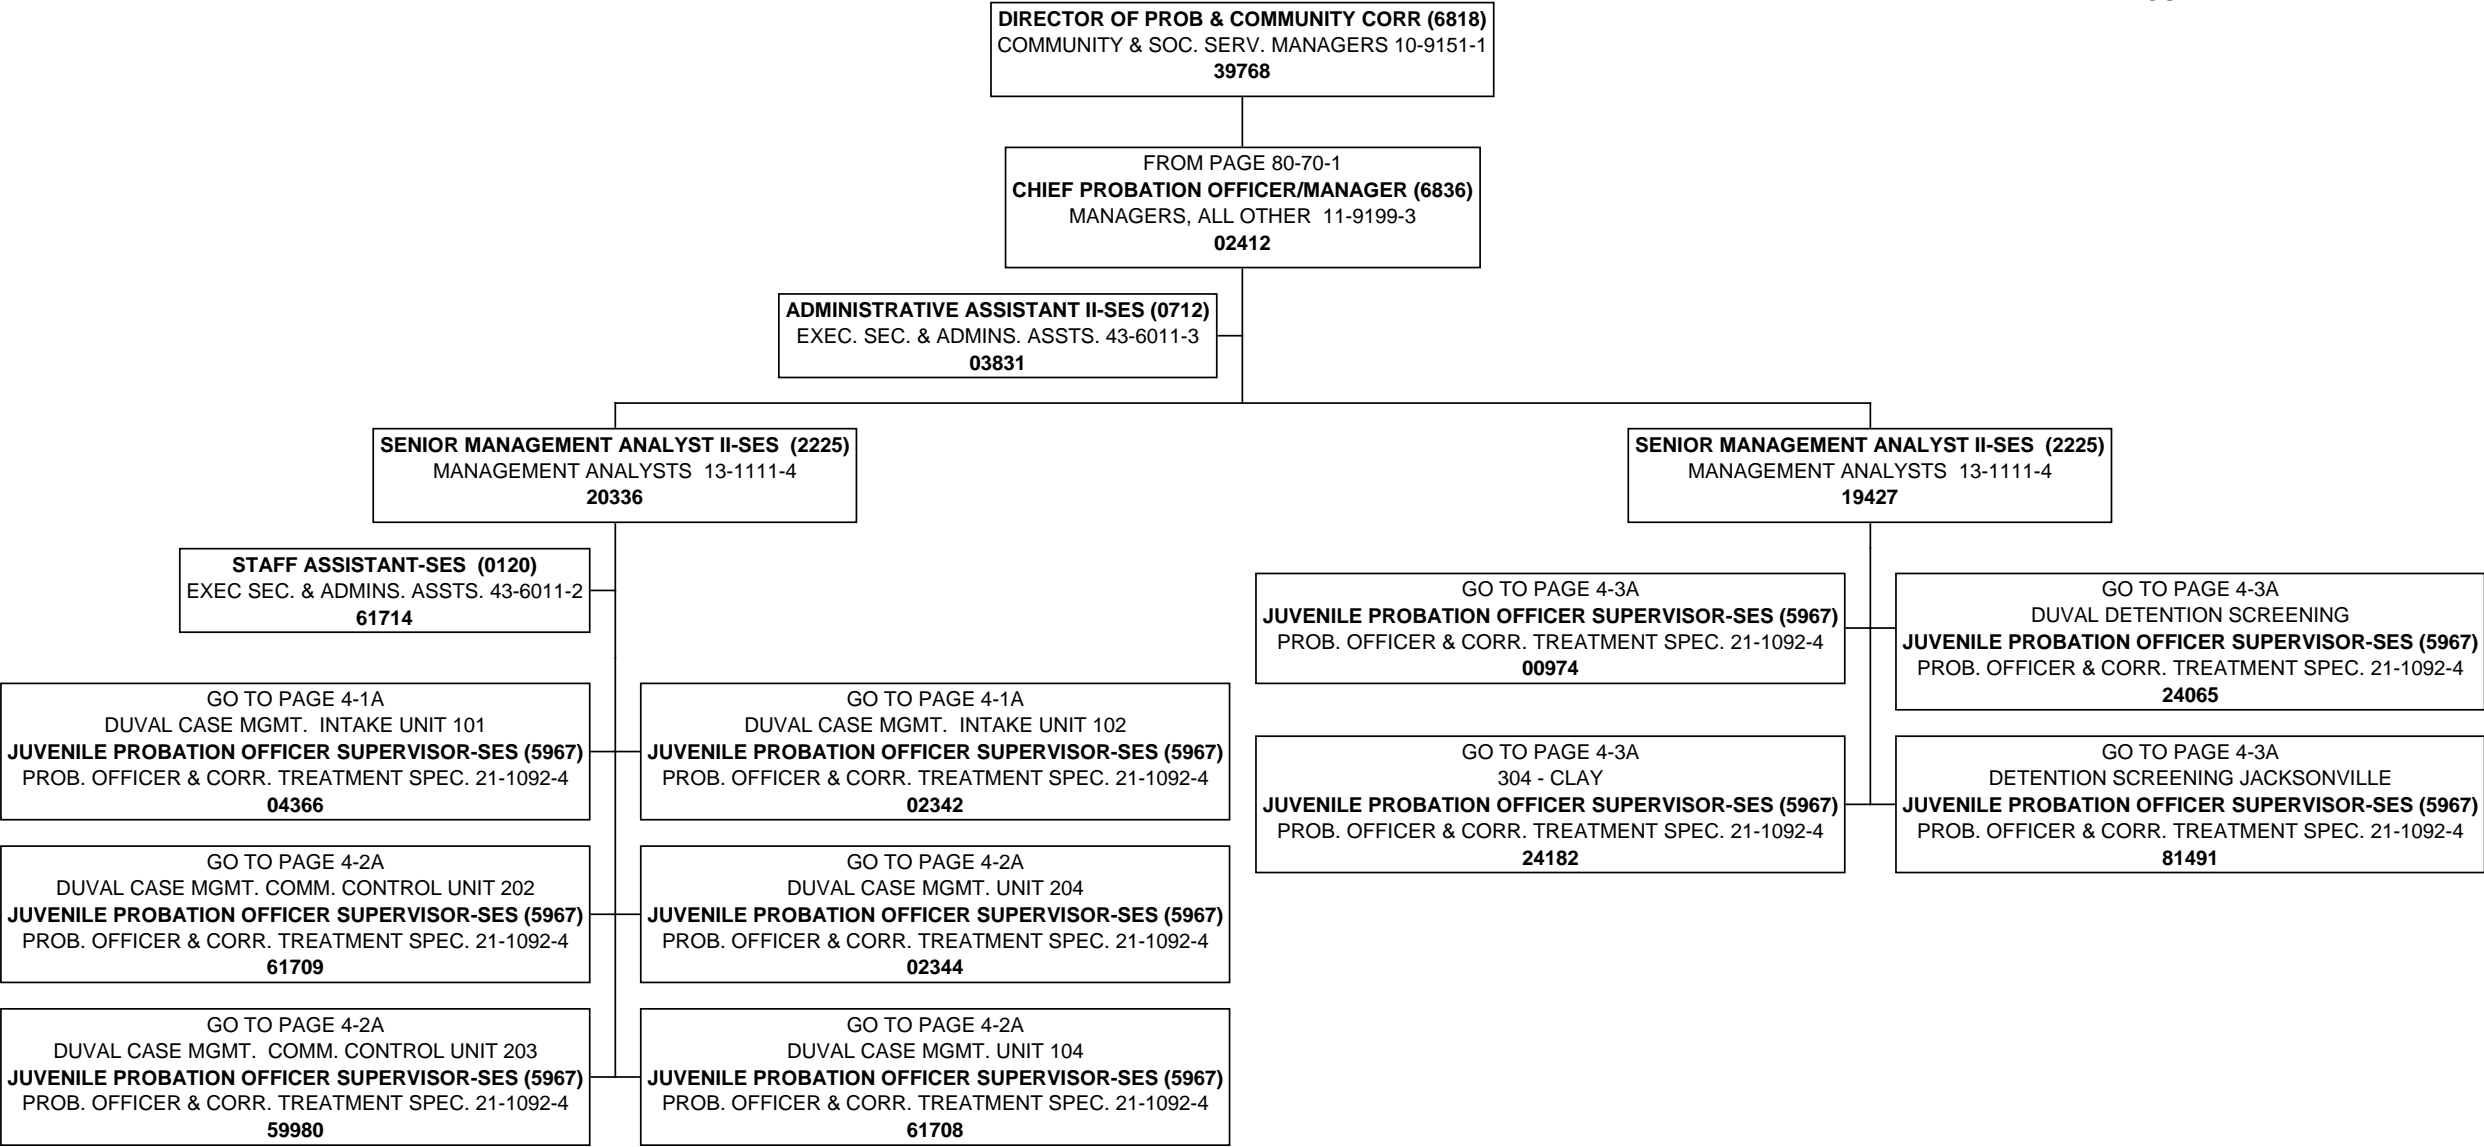 DIRECTOR OF PROB & COMMUNITY CORR (6818)
COMMUNITY & SOC. SERV. MANAGERS 10-9151-1
39768
FROM PAGE 80-70-1
CHIEF PROBATION OFFICER/MANAGER (6836)
MANAGERS, ALL OTHER  11-9199-3
02412
ADMINISTRATIVE ASSISTANT II-SES (0712)
EXEC. SEC. & ADMINS. ASSTS. 43-6011-3
03831
SENIOR MANAGEMENT ANALYST II-SES  (2225)
MANAGEMENT ANALYSTS  13-1111-4
20336
SENIOR MANAGEMENT ANALYST II-SES  (2225)
MANAGEMENT ANALYSTS  13-1111-4
19427
STAFF ASSISTANT-SES  (0120)
EXEC SEC. & ADMINS. ASSTS. 43-6011-2
61714
GO TO PAGE 4-1A
DUVAL CASE MGMT.  INTAKE UNIT 101
JUVENILE PROBATION OFFICER SUPERVISOR-SES (5967)
PROB. OFFICER & CORR. TREATMENT SPEC. 21-1092-4
04366
GO TO PAGE 4-1A
DUVAL CASE MGMT.  INTAKE UNIT 102
JUVENILE PROBATION OFFICER SUPERVISOR-SES (5967)
PROB. OFFICER & CORR. TREATMENT SPEC. 21-1092-4
02342
GO TO PAGE 4-2A
DUVAL CASE MGMT. COMM. CONTROL UNIT 202
JUVENILE PROBATION OFFICER SUPERVISOR-SES (5967)
PROB. OFFICER & CORR. TREATMENT SPEC. 21-1092-4
61709
GO TO PAGE 4-2A
DUVAL CASE MGMT. UNIT 204
JUVENILE PROBATION OFFICER SUPERVISOR-SES (5967)
PROB. OFFICER & CORR. TREATMENT SPEC. 21-1092-4
02344
GO TO PAGE 4-2A
DUVAL CASE MGMT.  COMM. CONTROL UNIT 203
JUVENILE PROBATION OFFICER SUPERVISOR-SES (5967)
PROB. OFFICER & CORR. TREATMENT SPEC. 21-1092-4
59980
GO TO PAGE 4-2A
DUVAL CASE MGMT. UNIT 104
JUVENILE PROBATION OFFICER SUPERVISOR-SES (5967)
PROB. OFFICER & CORR. TREATMENT SPEC. 21-1092-4
61708
GO TO PAGE 4-3A
JUVENILE PROBATION OFFICER SUPERVISOR-SES (5967)
PROB. OFFICER & CORR. TREATMENT SPEC. 21-1092-4
00974
GO TO PAGE 4-3A
DUVAL DETENTION SCREENING
JUVENILE PROBATION OFFICER SUPERVISOR-SES (5967)
PROB. OFFICER & CORR. TREATMENT SPEC. 21-1092-4
24065
GO TO PAGE 4-3A
304 - CLAY
JUVENILE PROBATION OFFICER SUPERVISOR-SES (5967)
PROB. OFFICER & CORR. TREATMENT SPEC. 21-1092-4
24182
GO TO PAGE 4-3A
DETENTION SCREENING JACKSONVILLE
JUVENILE PROBATION OFFICER SUPERVISOR-SES (5967)
PROB. OFFICER & CORR. TREATMENT SPEC. 21-1092-4
81491